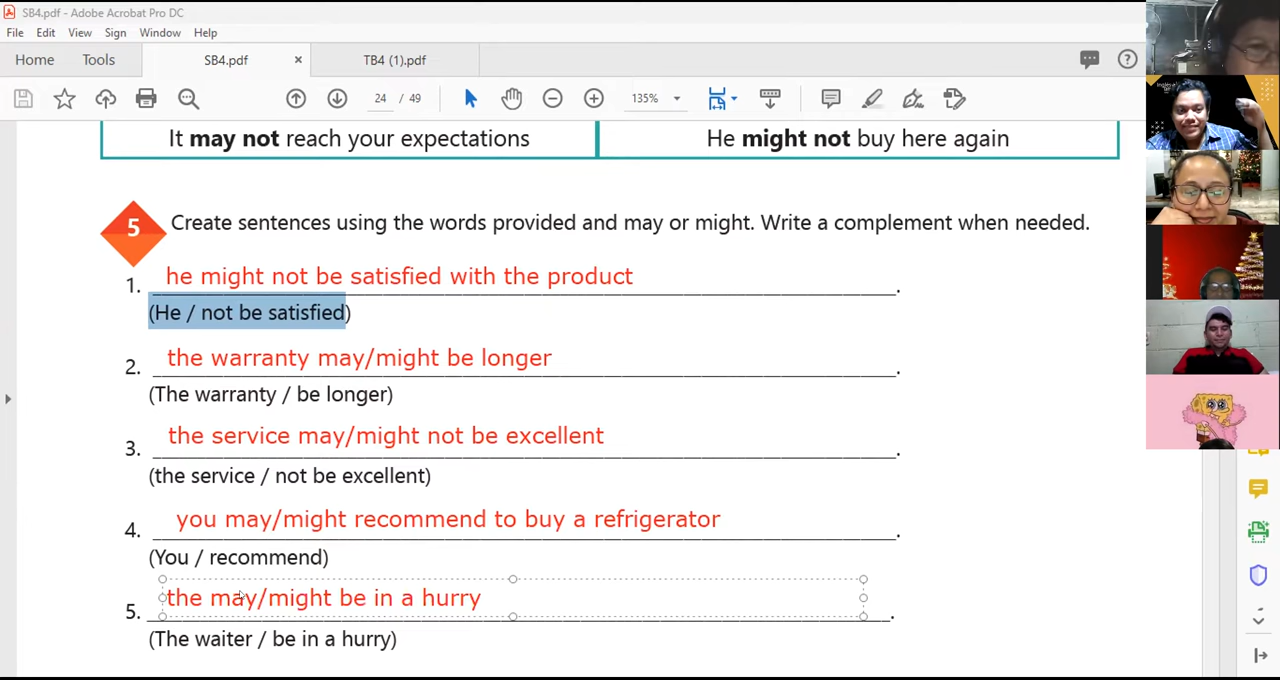 SB4.pdf - Adobe Acrobat Pro DC
File Edit View Sign Window Help
Home Tools SB4.pdf × TB4 (1).pdf
24 / 49 135%
It may not reach your expectations
He might not buy here again
5 Create sentences using the words provided and may or might. Write a complement when needed.
1. he might not be satisfied with the product.
(He / not be satisfied)
2. the warranty may/might be longer.
(The warranty / be longer)
3. the service may/might not be excellent.
(the service / not be excellent)
4. you may/might recommend to buy a refrigerator.
(You / recommend)
5. the may/might be in a hurry.
(The waiter / be in a hurry)